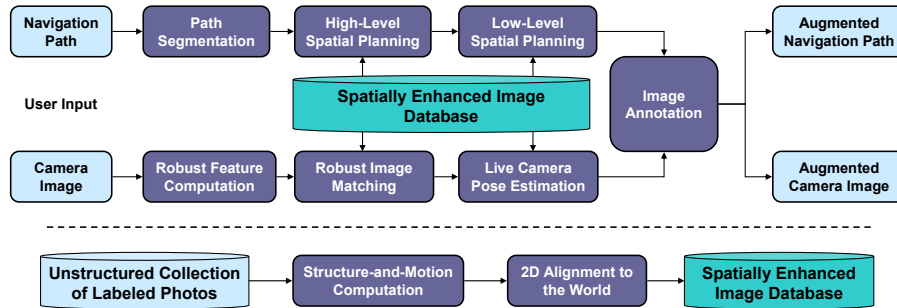 Navigation
Path
Path
Segmentation
High-Level
Spatial Planning
Low-Level
Spatial Planning
Augmented
Navigation Path
User Input
Spatially Enhanced Image
Database
Image
Annotation
Camera
Image
Robust Feature
Computation
Robust Image
Matching
Live Camera
Pose Estimation
Augmented
Camera Image
Unstructured Collection
of Labeled Photos
Structure-and-Motion
Computation
2D Alignment to
the World
Spatially Enhanced
Image Database